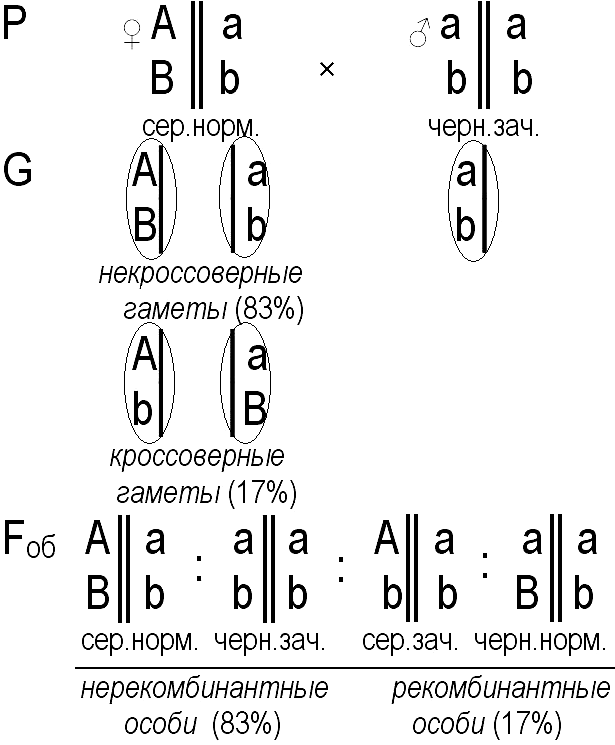 P ♀ A a ♂ a a
B b × b b
сер.норм. черн.зач.
G A a a
B b b
некроссоверные
гаметы (83%)
A a
b B
кроссоверные
гаметы (17%)
Fоб A a : a a : A a : a a
B b b b b b B b
сер.норм. черн.зач. сер.зач. черн.норм.
нерекомбинантные рекомбинантные
особи (83%) особи (17%)